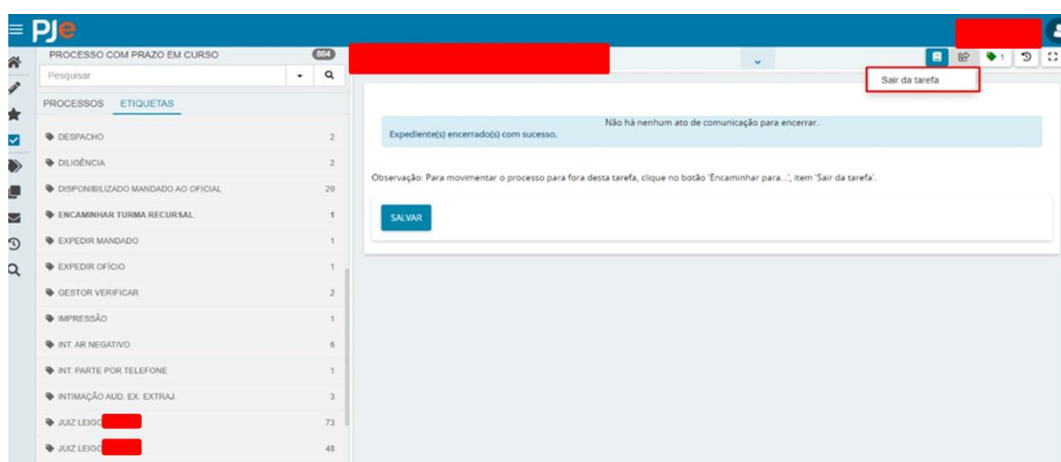 PJe
PROCESSO COM PRAZO EM CURSO 804
Pesquisar
PROCESSOS ETIQUETAS
DESPACHO 2
DILIGÊNCIA 2
DISPONIBILIZADO MANDADO AO OFICIAL 20
ENCAMINHAR TURMA RECURSAL 1
EXPEDIR MANDADO 1
EXPEDIR OFÍCIO 1
GESTOR VERIFICAR 2
IMPRESSÃO 1
INT. AR NEGATIVO 6
INT. PARTE POR TELEFONE 1
INTIMAÇÃO AUD. EX. EXTRAJ. 3
JUIZ LEIGO 73
JUIZ LEIGO 48
1
Sair da tarefa
Não há nenhum ato de comunicação para encerrar.
Expediente(s) encerrado(s) com sucesso.
Observação: Para movimentar o processo para fora desta tarefa, clique no botão 'Encaminhar para...', item 'Sair da tarefa'.
SALVAR